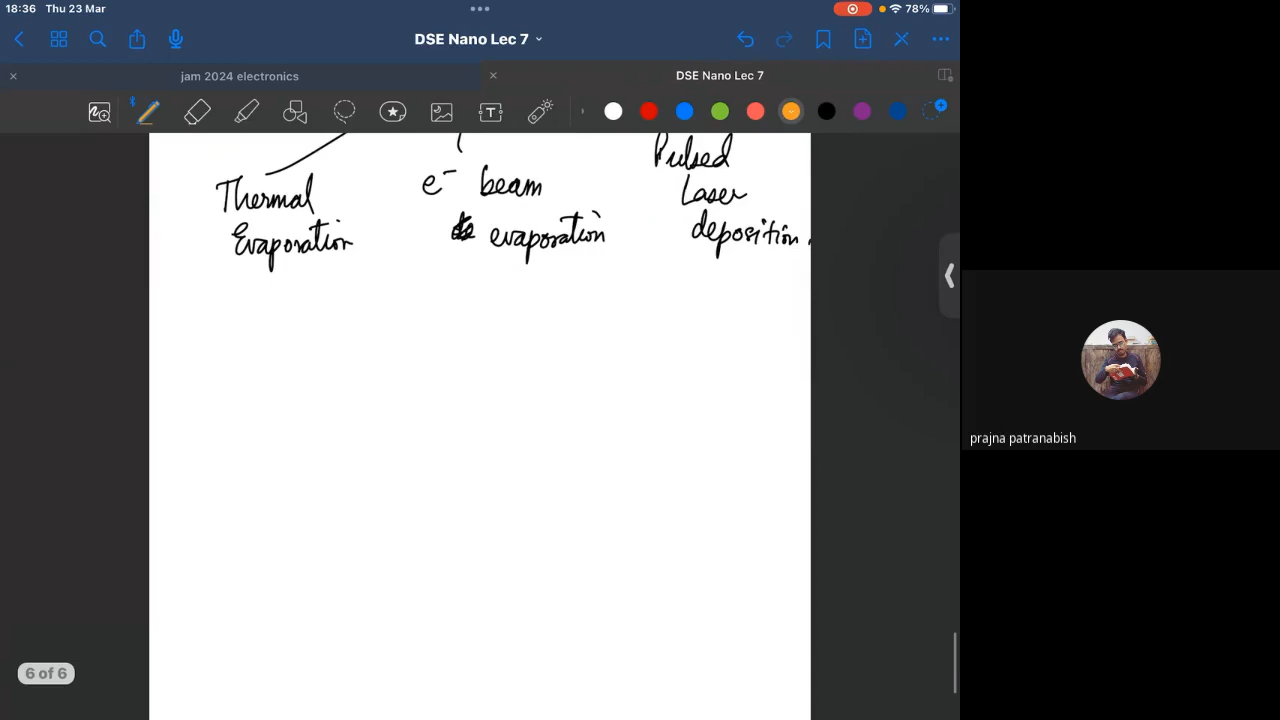 18:36 Thu 23 Mar
78%
DSE Nano Lec 7
jam 2024 electronics
DSE Nano Lec 7
Thermal
Evaporation
e⁻ beam
evaporation
Pulsed
Laser
deposition.
prajna patranabish
6 of 6